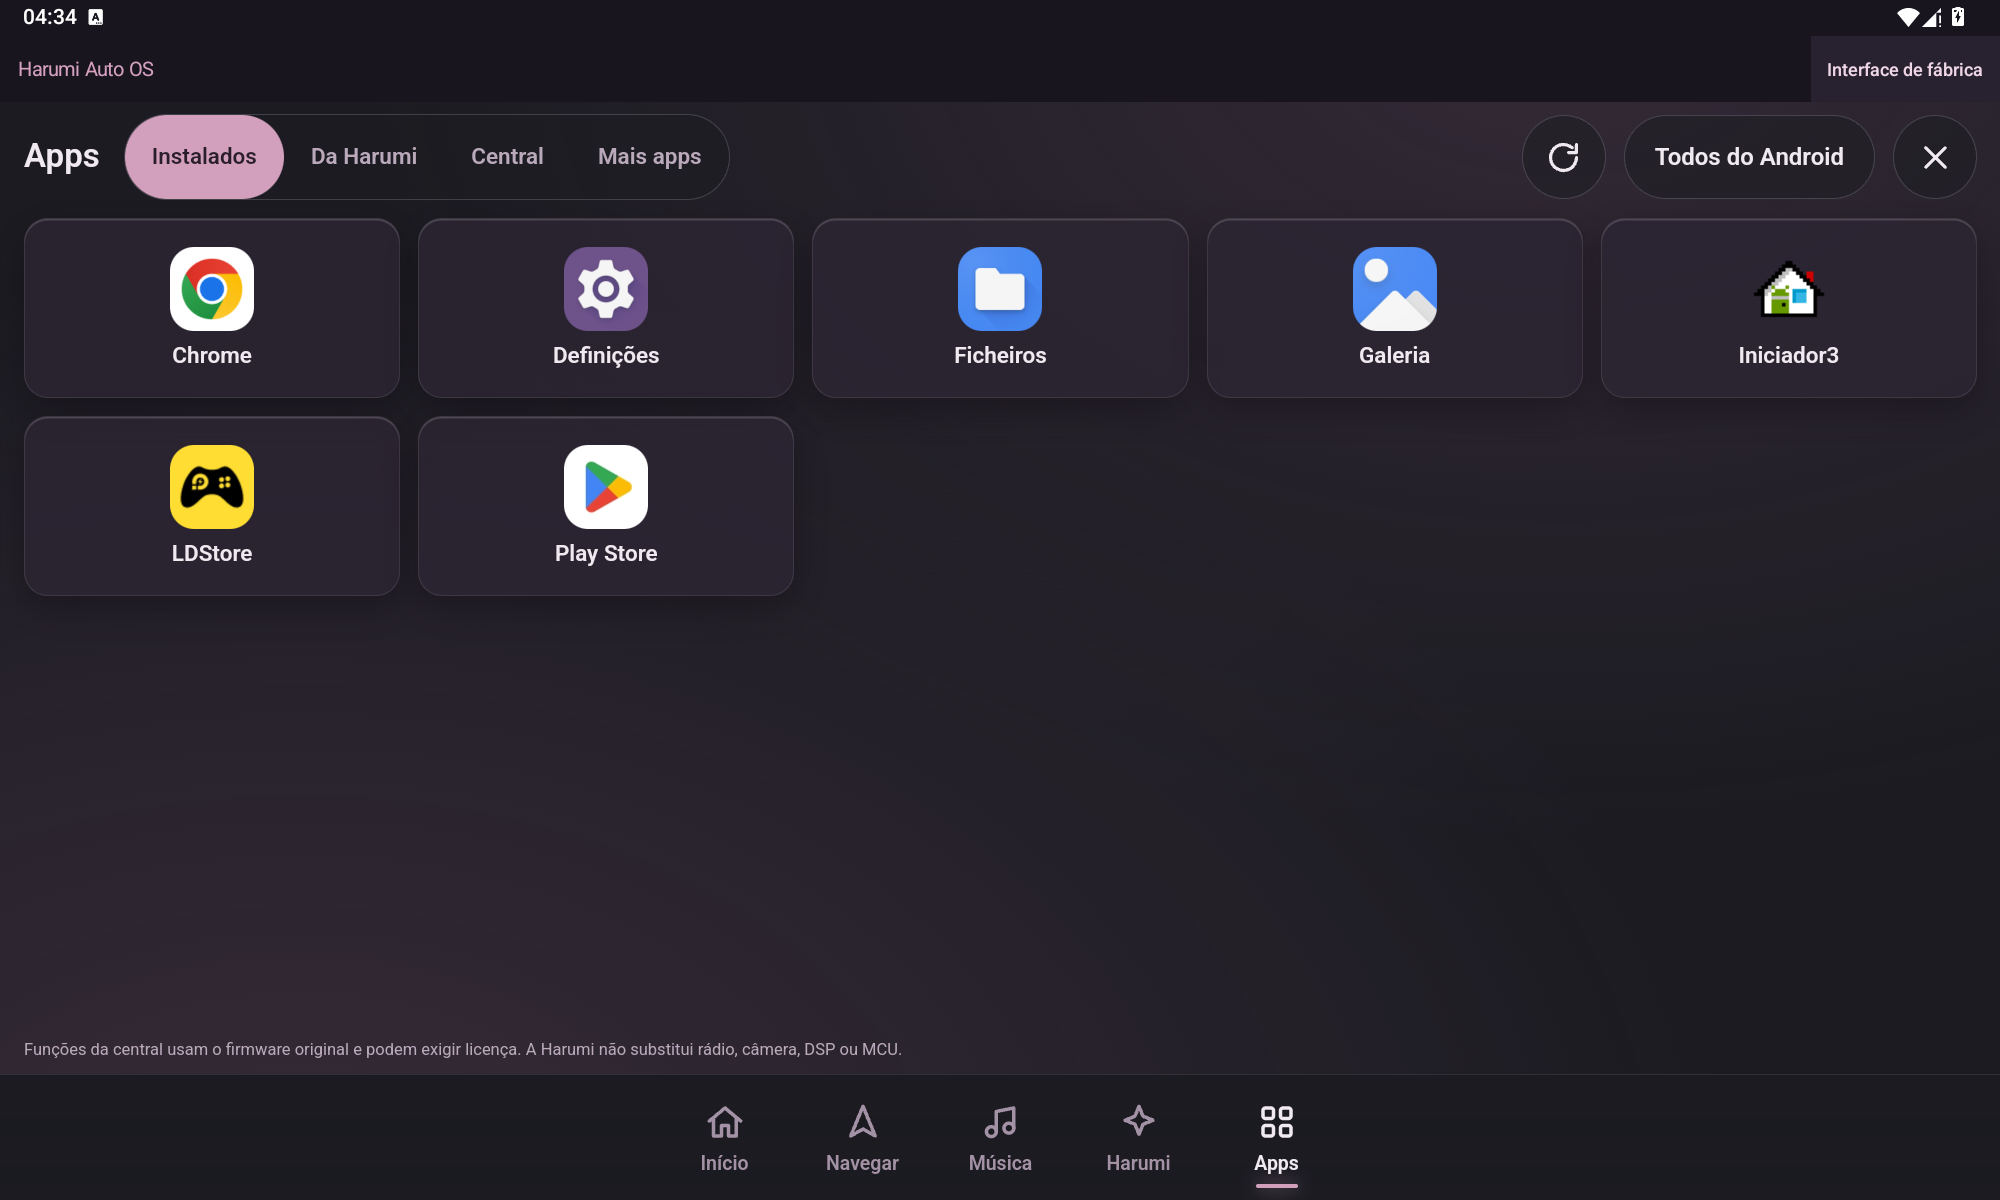 04:34
Harumi Auto OS
Interface de fábrica
Apps
Instalados
Da Harumi
Central
Mais apps
Todos do Android
Chrome
Definições
Ficheiros
Galeria
Iniciador3
LDStore
Play Store
Funções da central usam o firmware original e podem exigir licença. A Harumi não substitui rádio, câmera, DSP ou MCU.
Início
Navegar
Música
Harumi
Apps